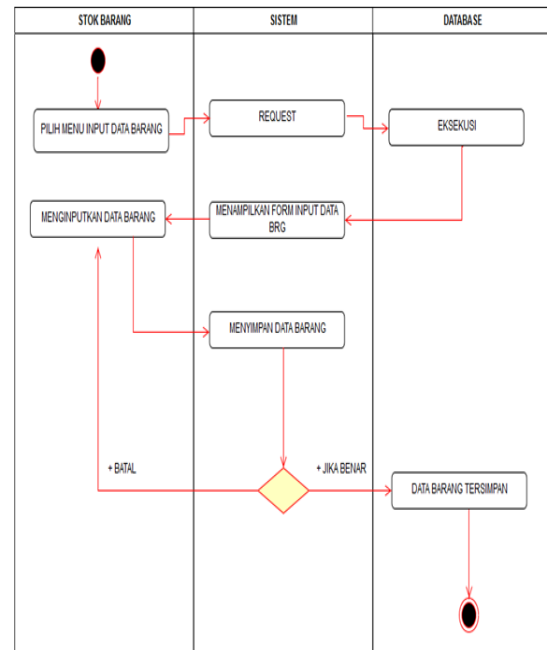 STOK BARANG
SISTEM
DATABASE
PILIH MENU INPUT DATA BARANG
REQUEST
EKSEKUSI
MENGINPUTKAN DATA BARANG
MENAMPILKAN FORM INPUT DATA
BRG
MENYIMPAN DATA BARANG
+ BATAL
+ JIKA BENAR
DATA BARANG TERSIMPAN